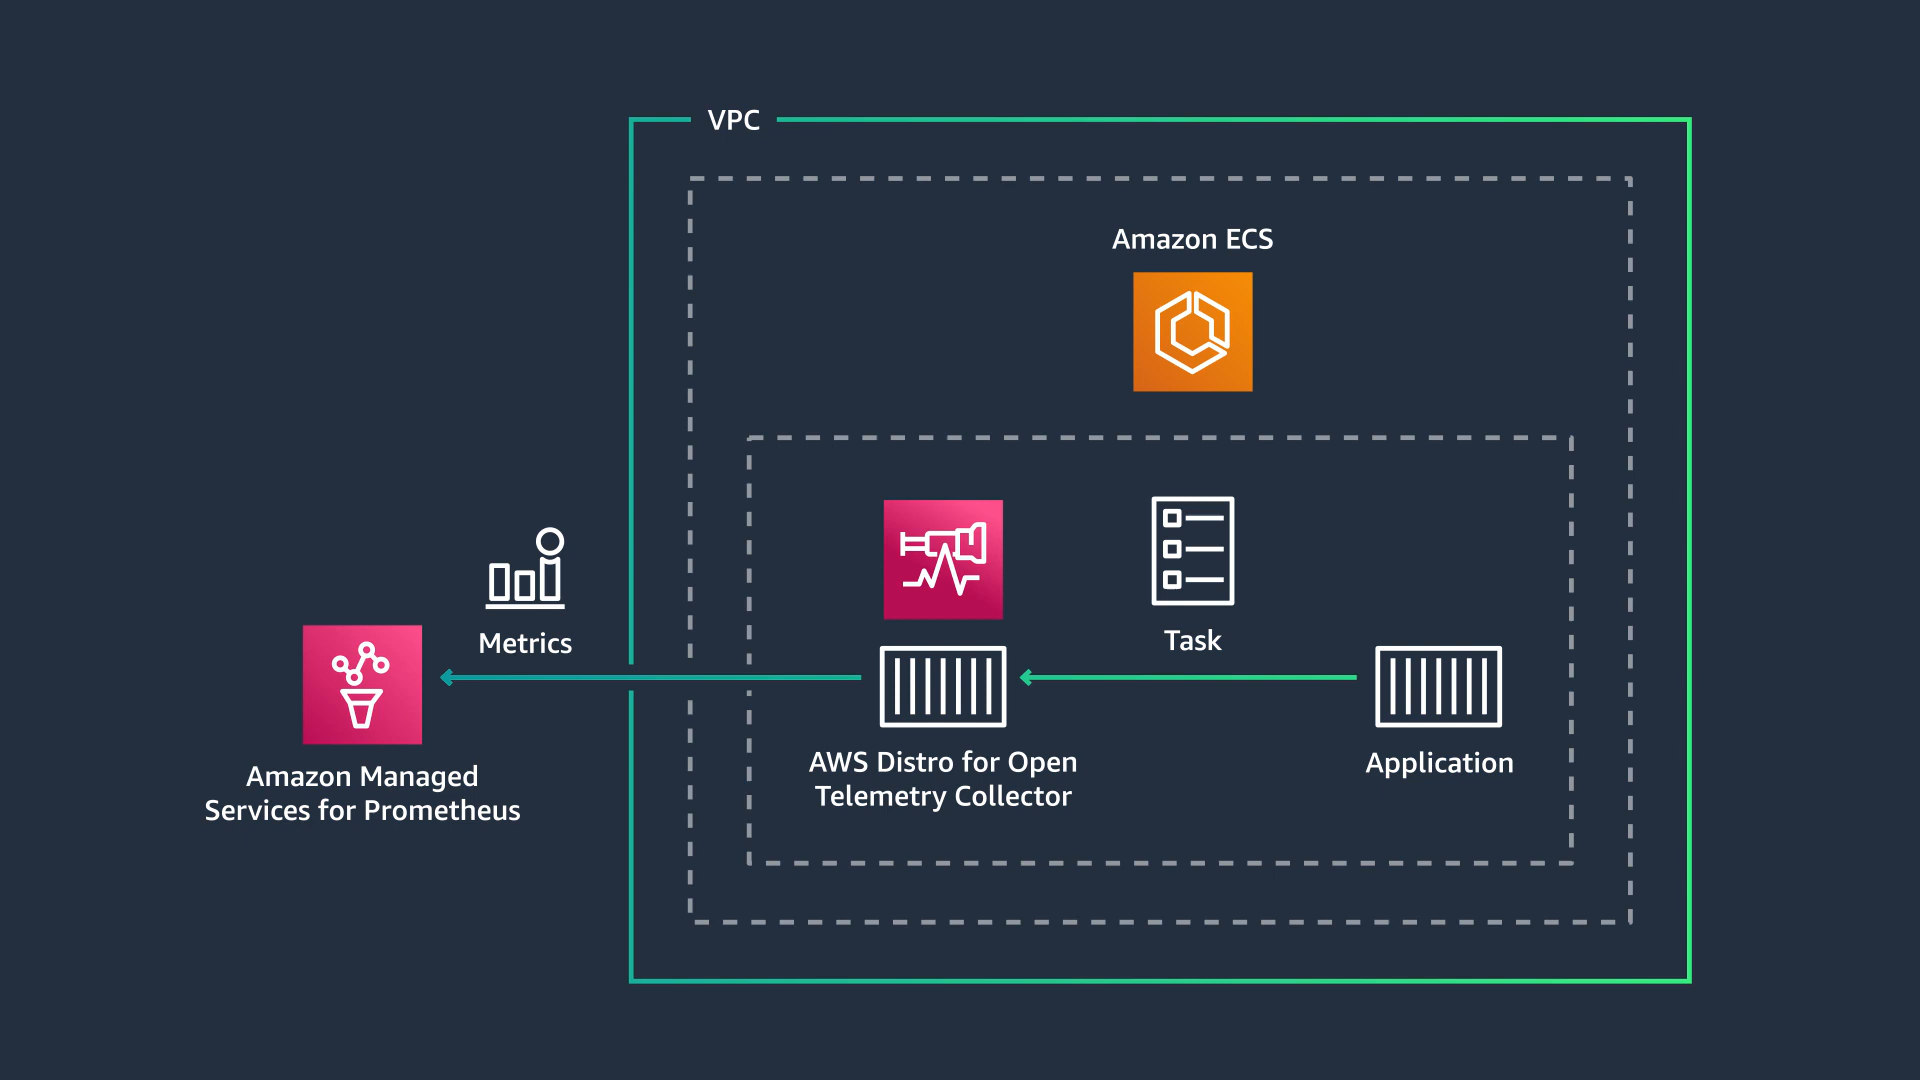 VPC
Amazon ECS
Metrics
Task
Amazon Managed
Services for Prometheus
AWS Distro for Open
Telemetry Collector
Application